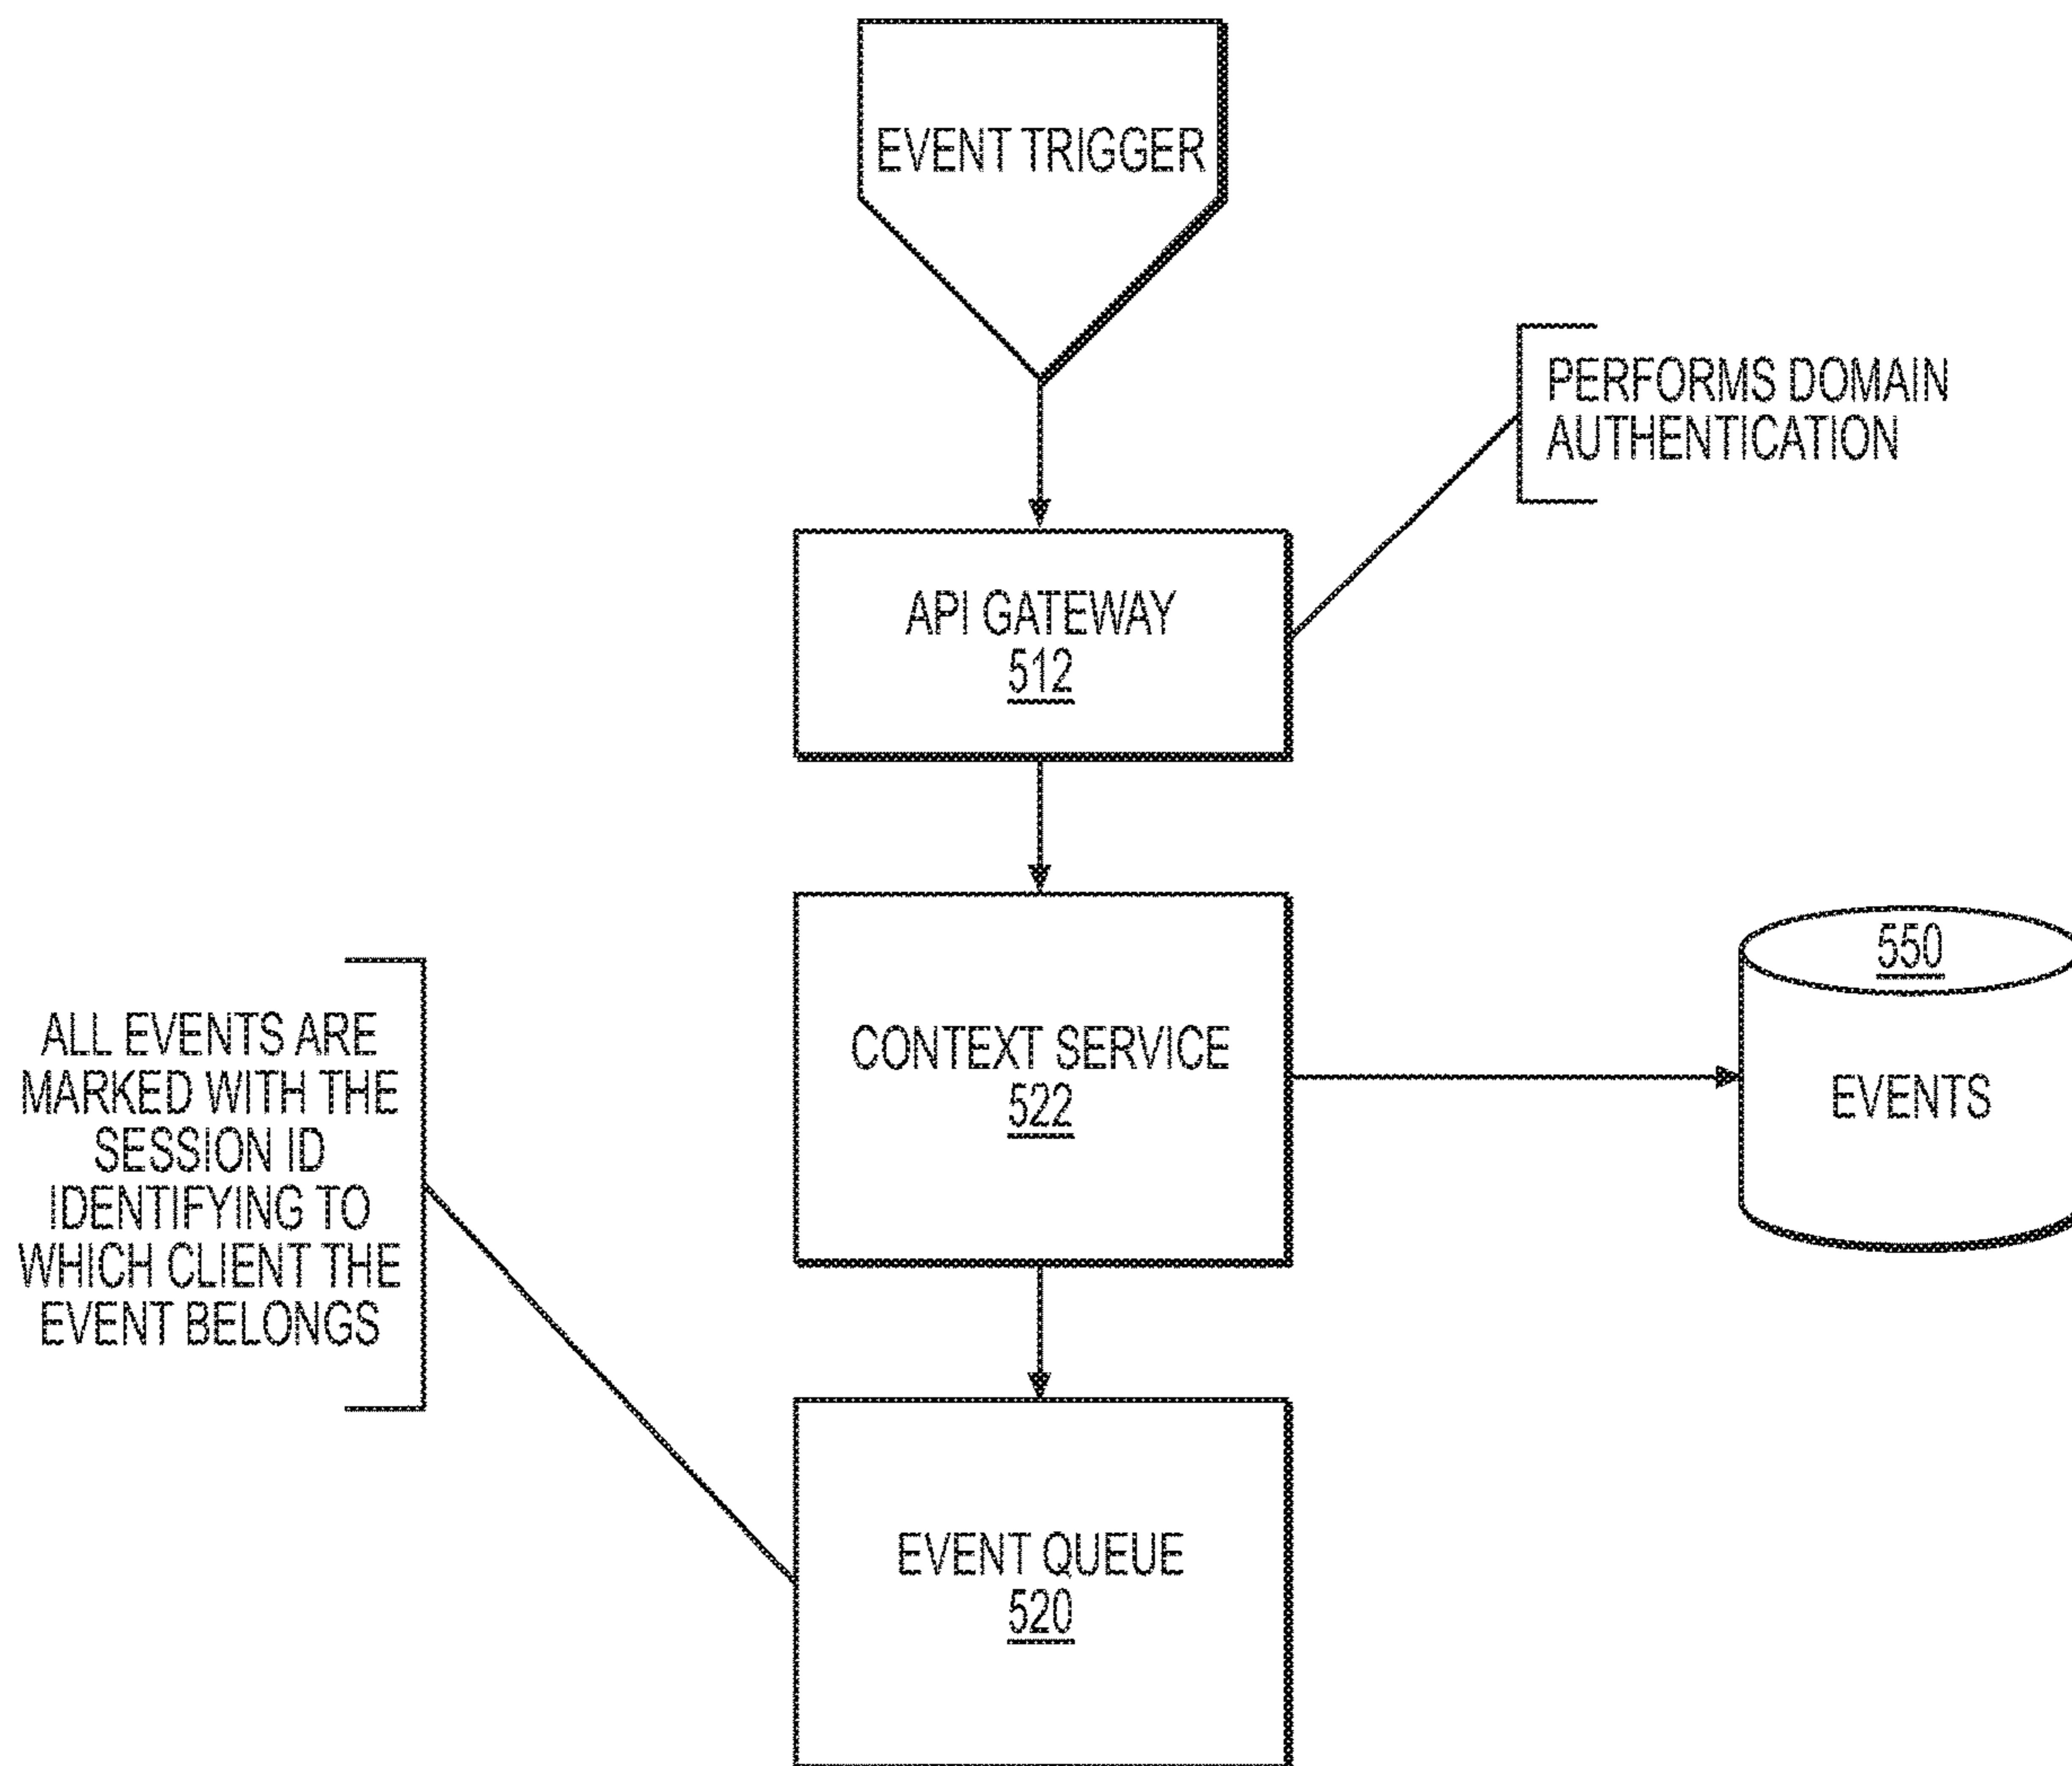 EVENT TRIGGER
PERFORMS DOMAIN
AUTHENTICATION
API GATEWAY
512
CONTEXT SERVICE
522
550
EVENTS
ALL EVENTS ARE
MARKED WITH THE
SESSION ID
IDENTIFYING TO
WHICH CLIENT THE
EVENT BELONGS
EVENT QUEUE
520